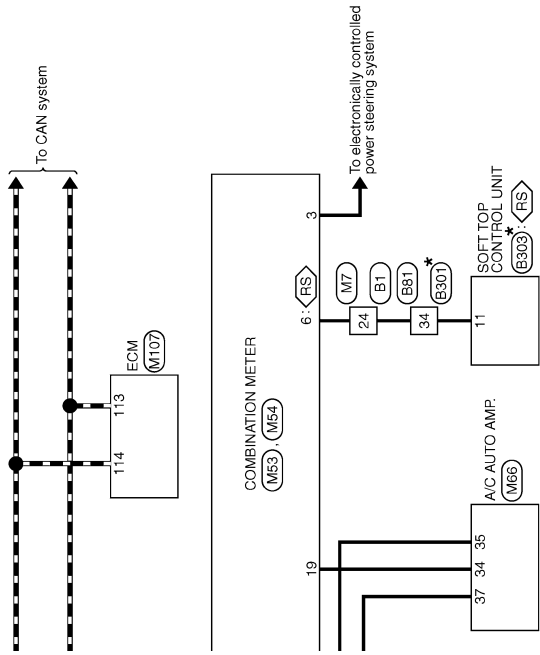 To CAN system
To electronically controlled
power steering system
3
6 : RS
M7
B1
B81
*
B301
24
34
SOFT TOP
CONTROL UNIT
*
B303 : RS
11
ECM
M107
113
114
COMBINATION METER
M53 , M54
19
A/C AUTO AMP.
M66
35
34
37